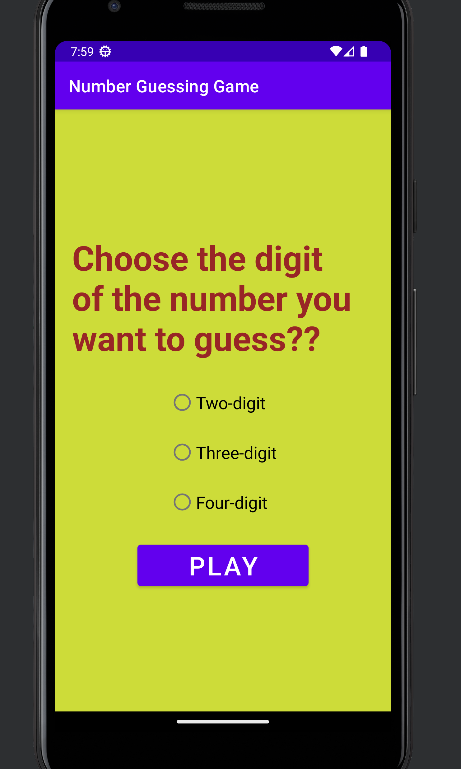 7:59
Number Guessing Game
Choose the digit
of the number you
want to guess??
Two-digit
Three-digit
Four-digit
PLAY